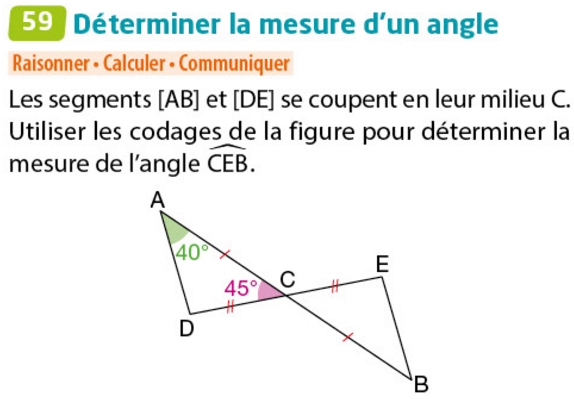 59 Déterminer la mesure d'un angle
Raisonner • Calculer • Communiquer
Les segments [AB] et [DE] se coupent en leur milieu C.
Utiliser les codages de la figure pour déterminer la
mesure de l'angle CEB.
A
40°
45°
C
E
D
B